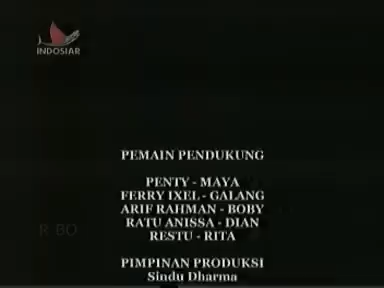 INDOSIAR
PEMAIN PENDUKUNG
PENTY - MAYA
FERRY IXEL - GALANG
ARIF RAHMAN - BOBY
RATU ANISSA - DIAN
RESTU - RITA
R BO
PIMPINAN PRODUKSI
Sindu Dharma